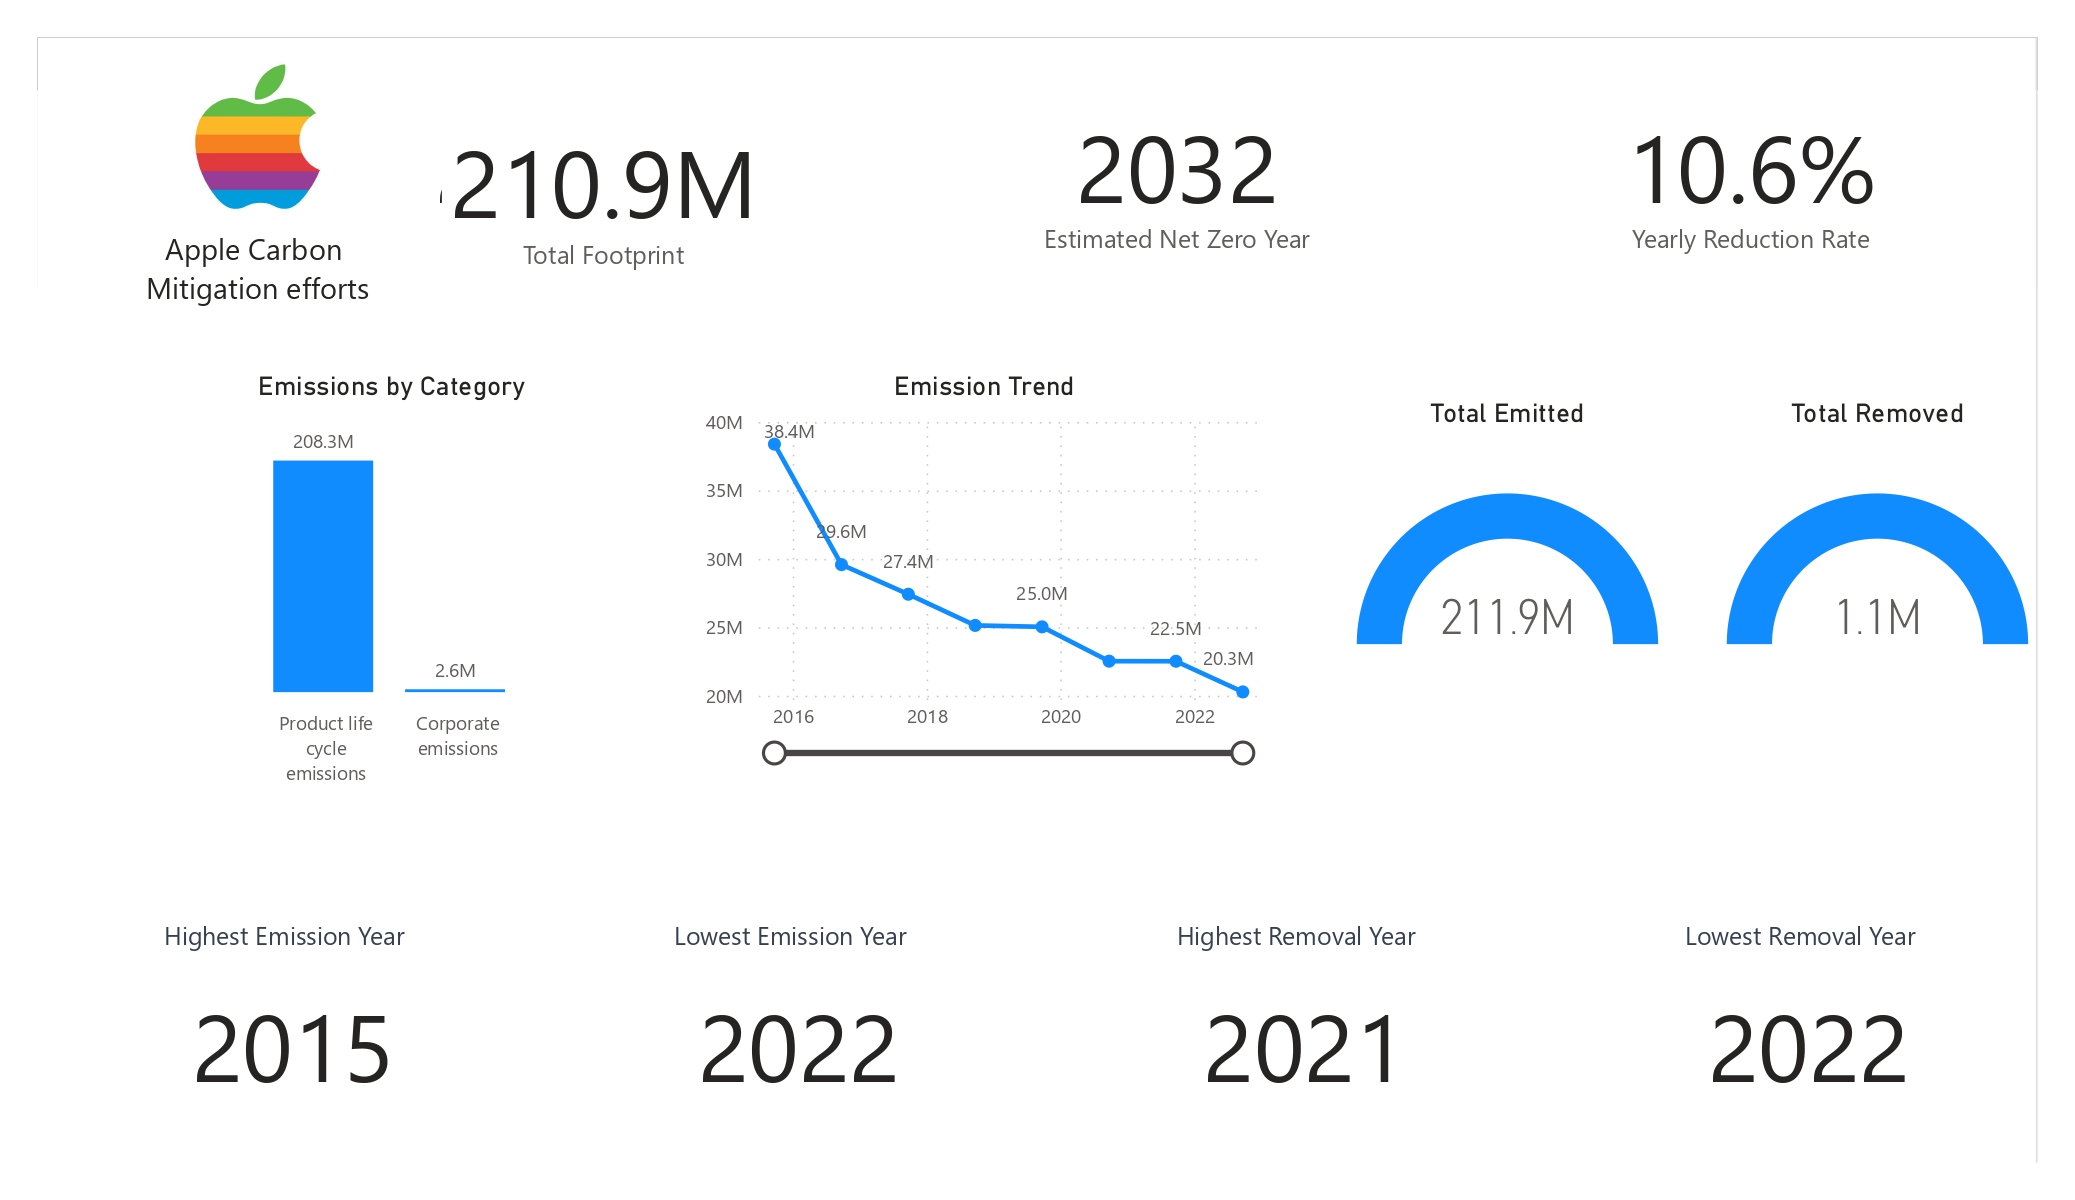 Apple Carbon
Mitigation efforts
210.9M
Total Footprint
2032
Estimated Net Zero Year
10.6%
Yearly Reduction Rate
Emissions by Category
208.3M
2.6M
Product life
cycle
emissions
Corporate
emissions
Emission Trend
40M
35M
30M
25M
20M
38.4M
29.6M
27.4M
25.0M
22.5M
20.3M
2016
2018
2020
2022
Total Emitted
211.9M
Total Removed
1.1M
Highest Emission Year
2015
Lowest Emission Year
2022
Highest Removal Year
2021
Lowest Removal Year
2022